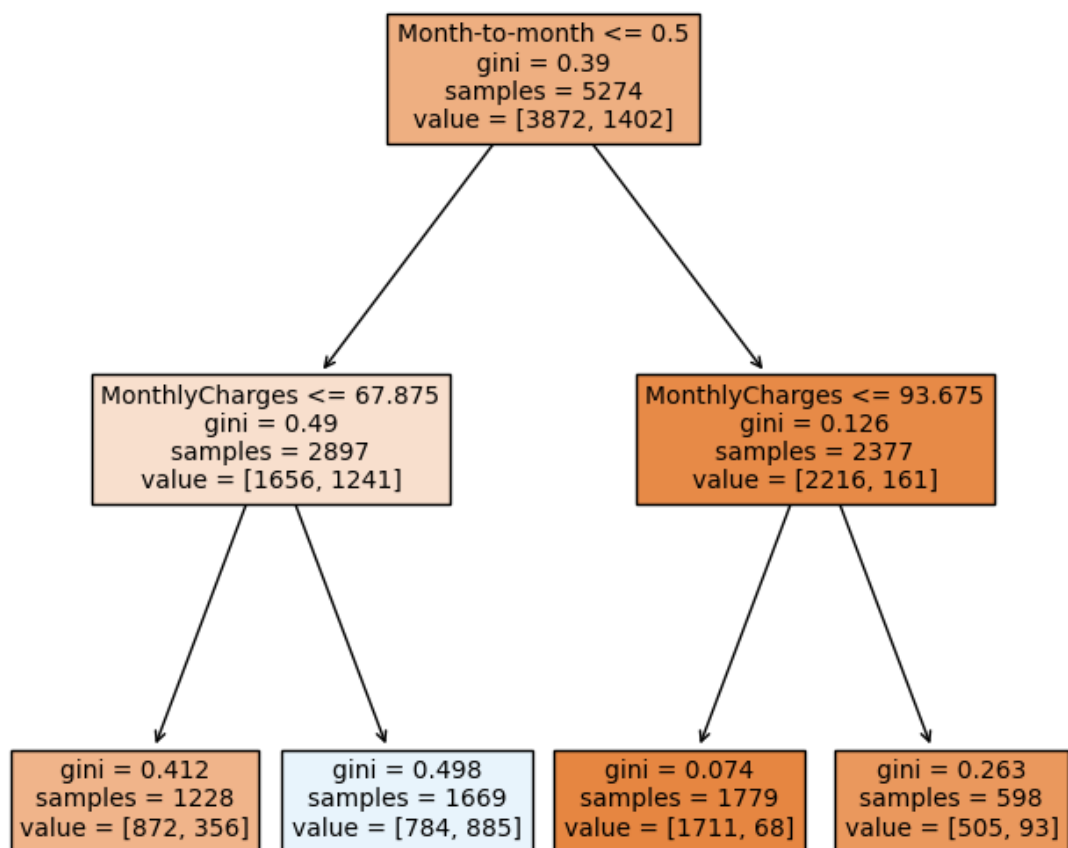 Month-to-month <= 0.5
gini = 0.39
samples = 5274
value = [3872, 1402]
MonthlyCharges <= 67.875
gini = 0.49
samples = 2897
value = [1656, 1241]
MonthlyCharges <= 93.675
gini = 0.126
samples = 2377
value = [2216, 161]
gini = 0.412
samples = 1228
value = [872, 356]
gini = 0.498
samples = 1669
value = [784, 885]
gini = 0.074
samples = 1779
value = [1711, 68]
gini = 0.263
samples = 598
value = [505, 93]